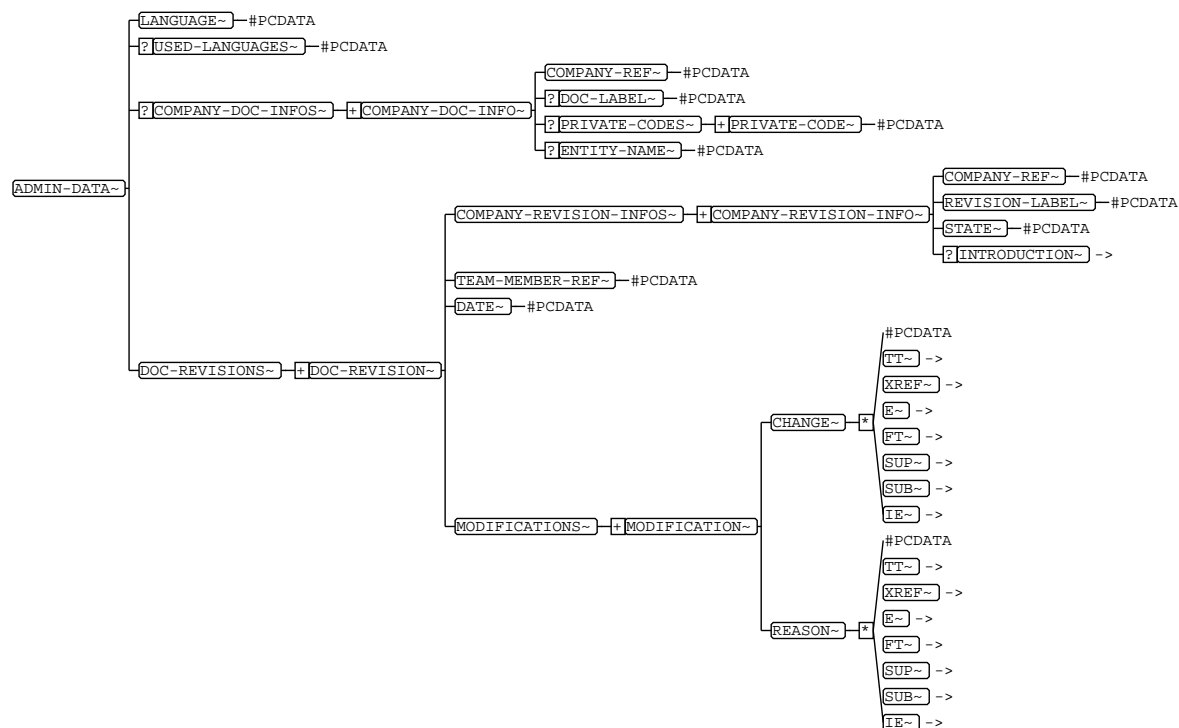 LANGUAGE~ #PCDATA
? USED-LANGUAGES~ #PCDATA
COMPANY-REF~ #PCDATA
? DOC-LABEL~ #PCDATA
? COMPANY-DOC-INFOS~ + COMPANY-DOC-INFO~
? PRIVATE-CODES~ + PRIVATE-CODE~ #PCDATA
? ENTITY-NAME~ #PCDATA
COMPANY-REF~ #PCDATA
ADMIN-DATA~
REVISION-LABEL~ #PCDATA
COMPANY-REVISION-INFOS~ + COMPANY-REVISION-INFO~
STATE~ #PCDATA
? INTRODUCTION~ ->
TEAM-MEMBER-REF~ #PCDATA
DATE~ #PCDATA
#PCDATA
TT~ ->
DOC-REVISIONS~ + DOC-REVISION~
XREF~ ->
E~ ->
CHANGE~ *
FT~ ->
SUP~ ->
SUB~ ->
IE~ ->
MODIFICATIONS~ + MODIFICATION~
#PCDATA
TT~ ->
XREF~ ->
E~ ->
REASON~ *
FT~ ->
SUP~ ->
SUB~ ->
IE~ ->